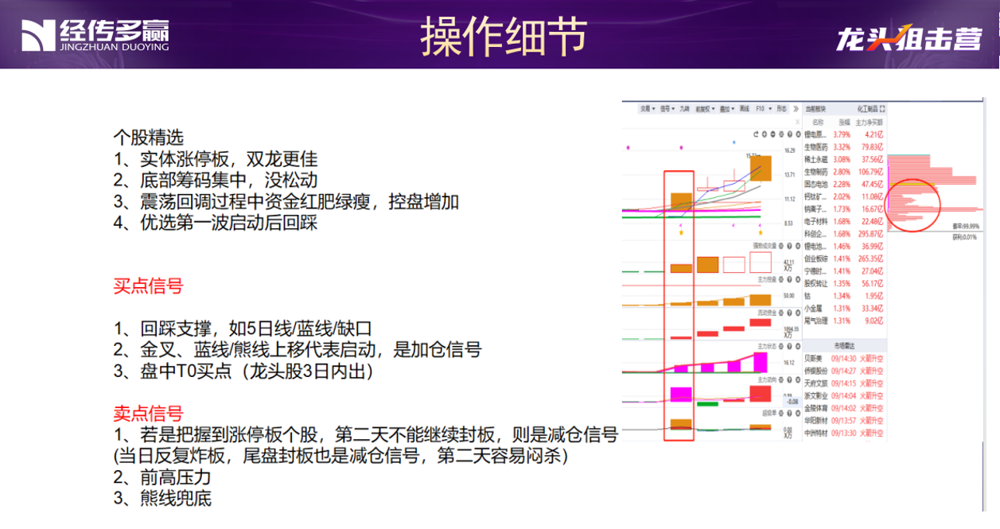 经传多赢
JINGZHUAN DUOYING
操作细节
龙头狙击营
个股精选
1、实体涨停板，双龙更佳
2、底部筹码集中，没松动
3、震荡回调过程中资金红肥绿瘦，控盘增加
4、优选第一波启动后回踩
买点信号
1、回踩支撑，如5日线/蓝线/缺口
2、金叉、蓝线/熊线上移代表启动，是加仓信号
3、盘中T0买点（龙头股3日内出）
卖点信号
1、若是把握到涨停板个股，第二天不能继续封板，则是减仓信号
(当日反复炸板，尾盘封板也是减仓信号，第二天容易闷杀）
2、前高压力
3、熊线兜底
交易 信号 九转 前复权 叠加 画线 F10 形态 当前板块 化工制品
名称 涨幅 主力净买额
锂电原... 3.79% 4.21亿
生物医药 3.32% 79.83亿
稀土永磁 3.08% 37.56亿
生物制药 2.80% 106.79亿
固态电池 2.28% 47.45亿
钙钛矿... 2.02% 11.08亿
钠离子... 1.73% 16.67亿
电子材料 1.68% 22.48亿
科创企... 1.68% 295.87亿
锂电池... 1.46% 36.99亿
创业板综 1.41% 265.35亿
宁德时... 1.41% 27.04亿
股权转让 1.35% 56.17亿
钴 1.34% 1.95亿
小金属 1.31% 33.34亿
尾气治理 1.31% 9.02亿
市场雷达
贝斯美 09/14:30 火箭升空
侨银股份 09/14:27 火箭升空
天府文旅 09/14:15 火箭升空
浙文影业 09/14:04 火箭升空
金陵体育 09/14:02 火箭升空
华阳新材 09/13:57 火箭升空
中洲特材 09/13:30 火箭升空
16.29
13.71
11.12
8.53
强势成交量
42.11
X万
主力控盘
50.00
流动资金
1894.35
X万
主力状态
16.12
主力动向
-0.08
超级单
0.00
X万
套牢:99.99%
获利:0.01%